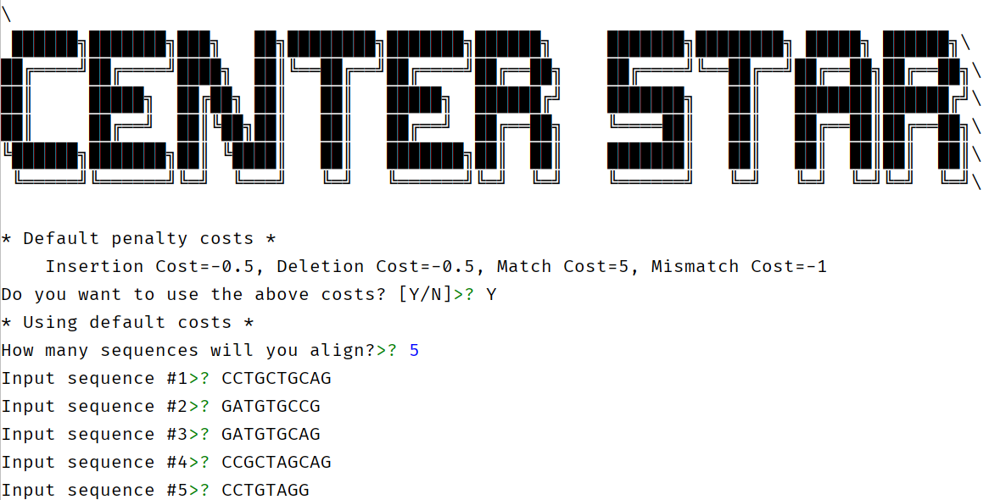 \
CENTER STAR
* Default penalty costs *
Insertion Cost=-0.5, Deletion Cost=-0.5, Match Cost=5, Mismatch Cost=-1
Do you want to use the above costs? [Y/N]>? Y
* Using default costs *
How many sequences will you align?>? 5
Input sequence #1>? CCTGCTGCAG
Input sequence #2>? GATGTGCCG
Input sequence #3>? GATGTGCAG
Input sequence #4>? CCGCTAGCAG
Input sequence #5>? CCTGTAGG